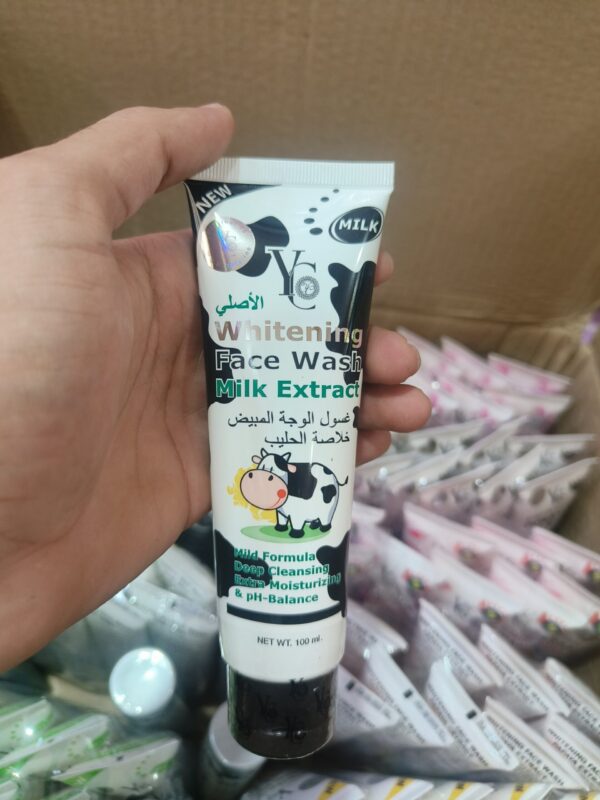 NEW
MILK
YC
الأصلي
Whitening
Face Wash
Milk Extract
غسول الوجة المبيض
خلاصة الحليب
Mild Formula
Deep Cleansing
Extra Moisturizing
& pH-Balance
NET WT. 100 ml.